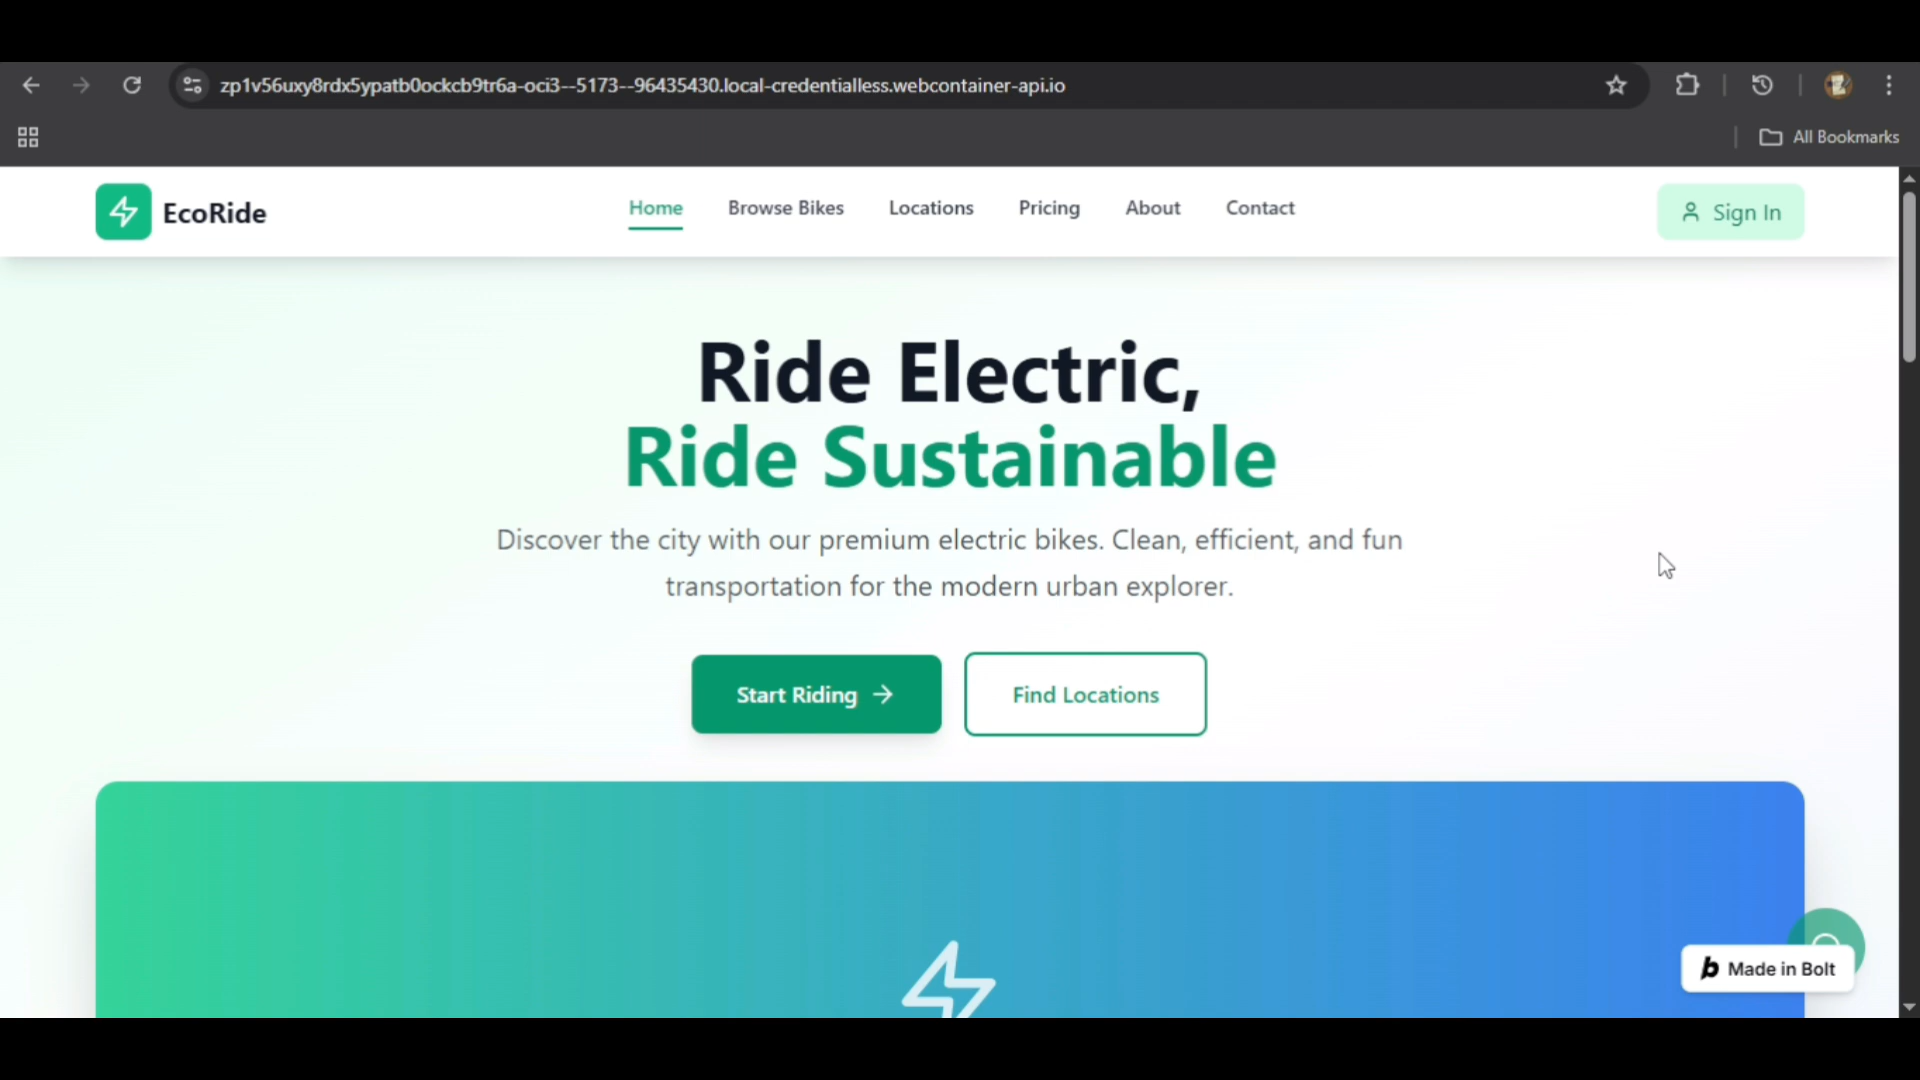 zp1v56uxy8rdx5ypatb0ockcb9tr6a-oci3--5173--96435430.local-credentialless.webcontainer-api.io
All Bookmarks
EcoRide
Home
Browse Bikes
Locations
Pricing
About
Contact
Sign In
Ride Electric,
Ride Sustainable
Discover the city with our premium electric bikes. Clean, efficient, and fun
transportation for the modern urban explorer.
Start Riding
Find Locations
b Made in Bolt